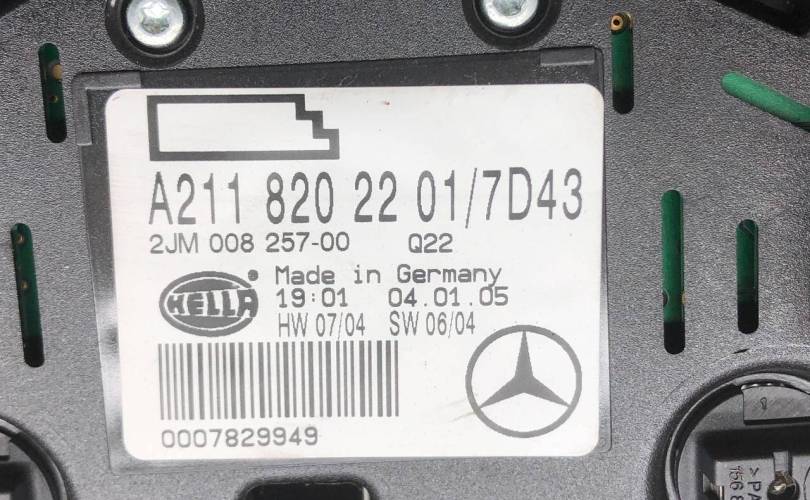 A211 820 22 01/7D43
2JM 008 257-00 Q22
HELLA ® Made in Germany
19:01 04.01.05
HW 07/04 SW 06/04
0007829949